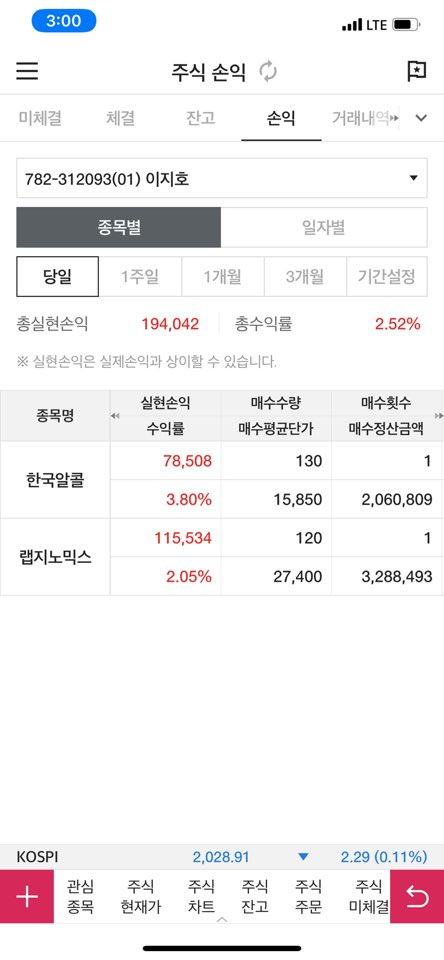 3:00
LTE
주식 손익
미체결 체결 잔고 손익 거래내역
782-312093(01) 이지호
종목별 일자별
당일 1주일 1개월 3개월 기간설정
총실현손익 194,042 총수익률 2.52%
※ 실현손익은 실제손익과 상이할 수 있습니다.
종목명 실현손익 매수수량 매수횟수
수익률 매수평균단가 매수정산금액
한국알콜 78,508 130 1
3.80% 15,850 2,060,809
랩지노믹스 115,534 120 1
2.05% 27,400 3,288,493
KOSPI 2,028.91 ▼ 2.29 (0.11%)
관심 주식 주식 주식 주식 주식
종목 현재가 차트 잔고 주문 미체결